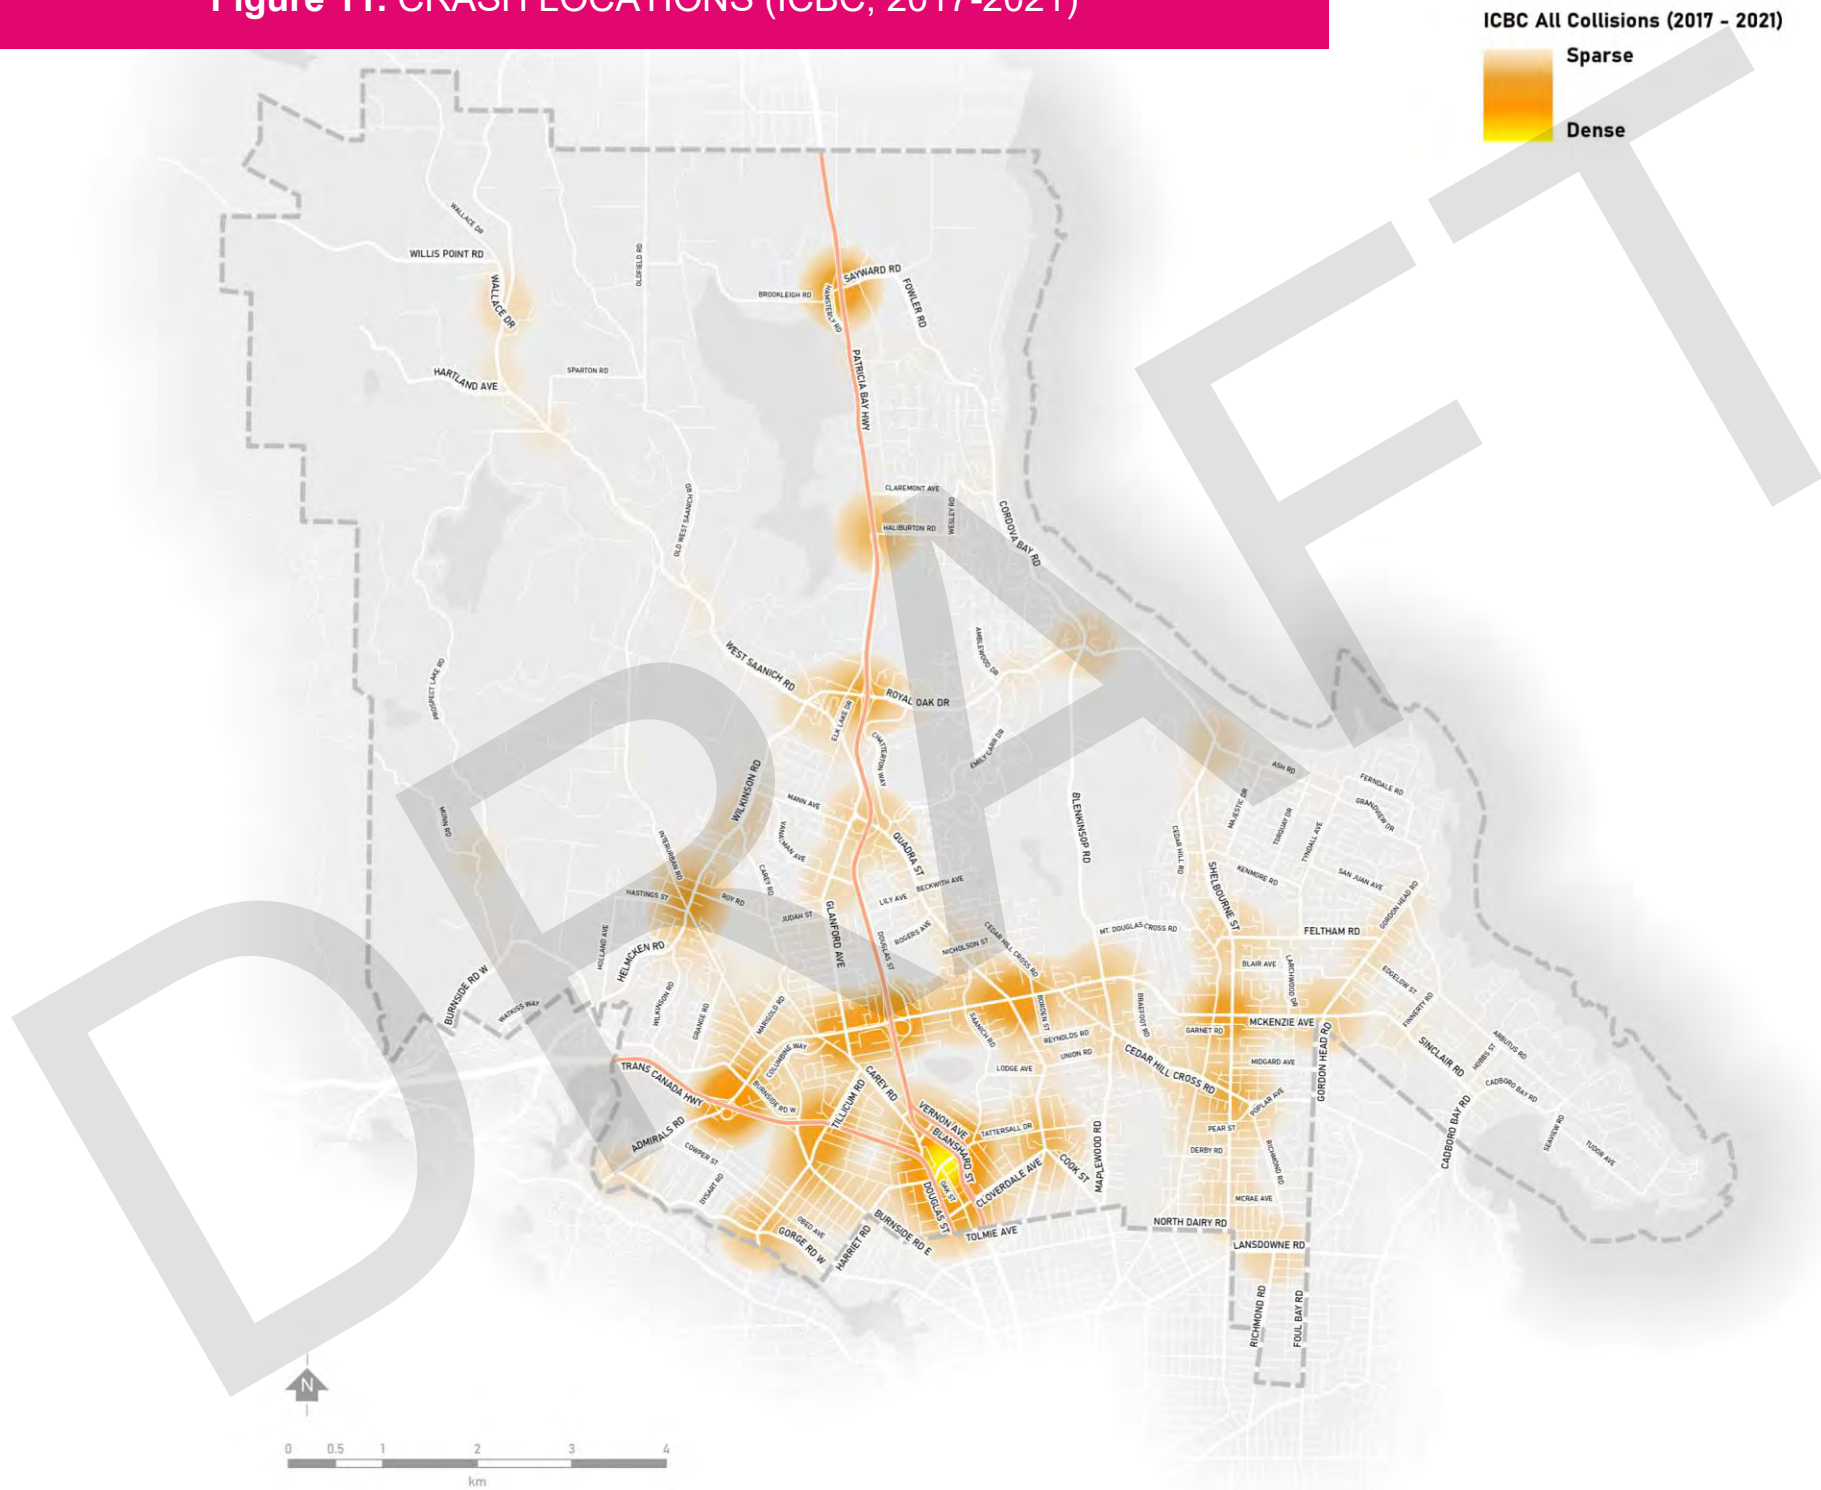 Figure 11. CRASH LOCATIONS (ICBC, 2017-2021)
ICBC All Collisions (2017 - 2021)
Sparse
Dense
DRAFT
WALLACE DR
WILLIS POINT RD
OLDFIELD RD
WALLACE DR
SAYWARD RD
BROOKLEIGH RD
HAMSTERLY RD
FOWLER RD
PATRICIA BAY HWY
HARTLAND AVE
SPARTON RD
CLAREMONT AVE
WESLEY RD
HALIBURTON RD
CORDOVA BAY RD
OLD WEST SAANICH RD
PROSPECT LAKE RD
WEST SAANICH RD
AMBLEWOOD DR
ROYAL OAK DR
ELK LAKE DR
CHATTERTON WAY
EMILY CARR DR
ASH RD
FERNDALE RD
GRANDVIEW DR
MAJESTIC DR
TORQUAY DR
TYNDALL AVE
WILKINSON RD
MANN AVE
VANALMAN AVE
MUNN RD
INTERURBAN RD
QUADRA ST
BLENKINSOP RD
CEDAR HILL RD
SHELBOURNE ST
KENMORE RD
SAN JUAN AVE
GORDON HEAD RD
HASTINGS ST
ROY RD
CAREY RD
JUDAH ST
GLANFORD AVE
LILY AVE
BECKWITH AVE
ROGERS AVE
DOUGLAS ST
NICHOLSON ST
CEDAR HILL CROSS RD
MT. DOUGLAS CROSS RD
FELTHAM RD
HOLLAND AVE
HELMCKEN RD
BLAIR AVE
LARCHWOOD DR
EDGELOW ST
FINNERTY RD
BURNSIDE RD W
WATKISS WAY
WILKINSON RD
GRANGE RD
MARIGOLD RD
SAANICH RD
BORDEN ST
BRAEFOOT RD
GARNET RD
MCKENZIE AVE
REYNOLDS RD
UNION RD
SINCLAIR RD
ARBUTUS RD
HOBBS ST
COLUMBINE WAY
TRANS CANADA HWY
BURNSIDE RD W
CAREY RD
TILLICUM RD
LODGE AVE
CEDAR HILL CROSS RD
MIDGARD AVE
GORDON HEAD RD
CADBORO BAY RD
POPLAR AVE
VERNON AVE
BLANSHARD ST
TATTERSALL DR
PEAR ST
ADMIRALS RD
COWPER ST
DYSART RD
OAK ST
CLOVERDALE AVE
COOK ST
MAPLEWOOD RD
DERBY RD
RICHMOND RD
CADBORO BAY RD
SEAVIEW RD
TUDOR AVE
MCRAE AVE
DOUGLAS ST
OBED AVE
GORGE RD W
HARRIET RD
BURNSIDE RD E
TOLMIE AVE
NORTH DAIRY RD
LANSDOWNE RD
RICHMOND RD
FOUL BAY RD
N
0 0.5 1 2 3 4
km